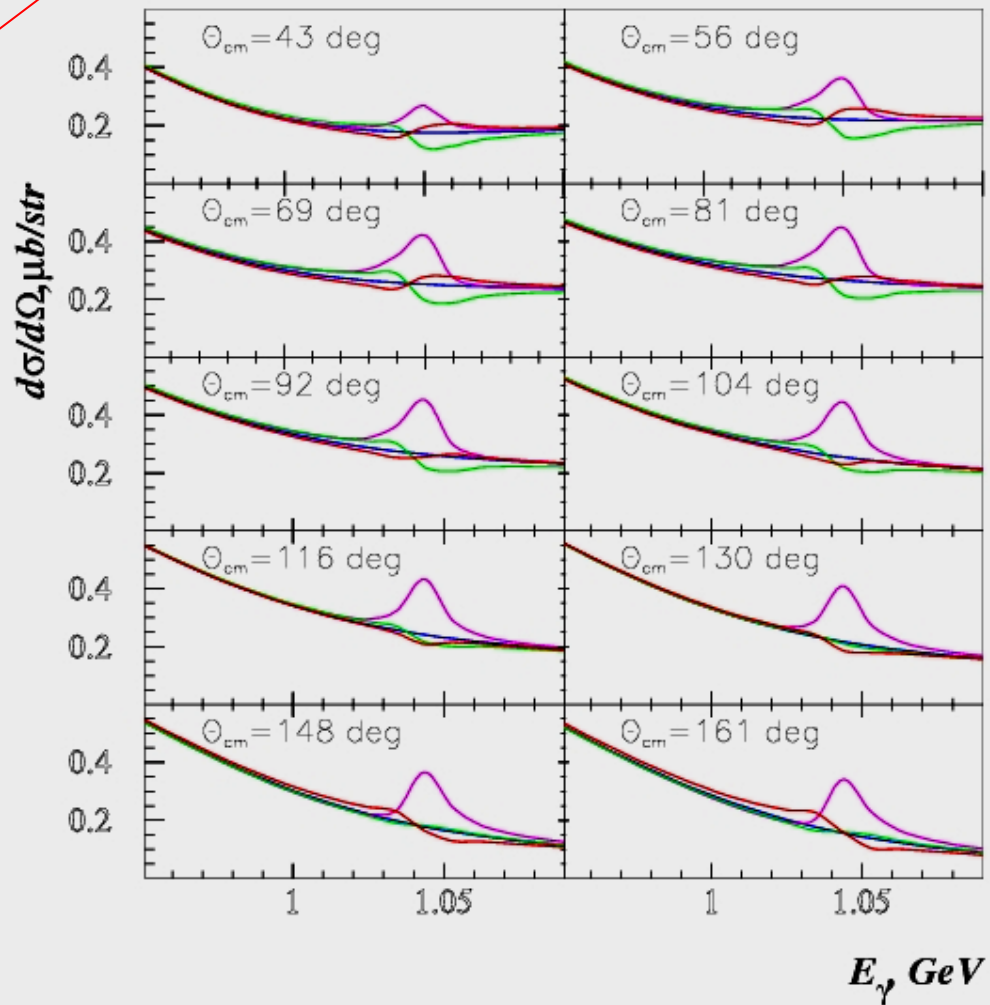 Θcm=43 deg
Θcm=56 deg
0.4
0.2
Θcm=69 deg
Θcm=81 deg
0.4
0.2
Θcm=92 deg
Θcm=104 deg
0.4
0.2
Θcm=116 deg
Θcm=130 deg
0.4
0.2
Θcm=148 deg
Θcm=161 deg
0.4
0.2
1 1.05 1 1.05
dσ/dΩ,μb/str
Eγ, GeV